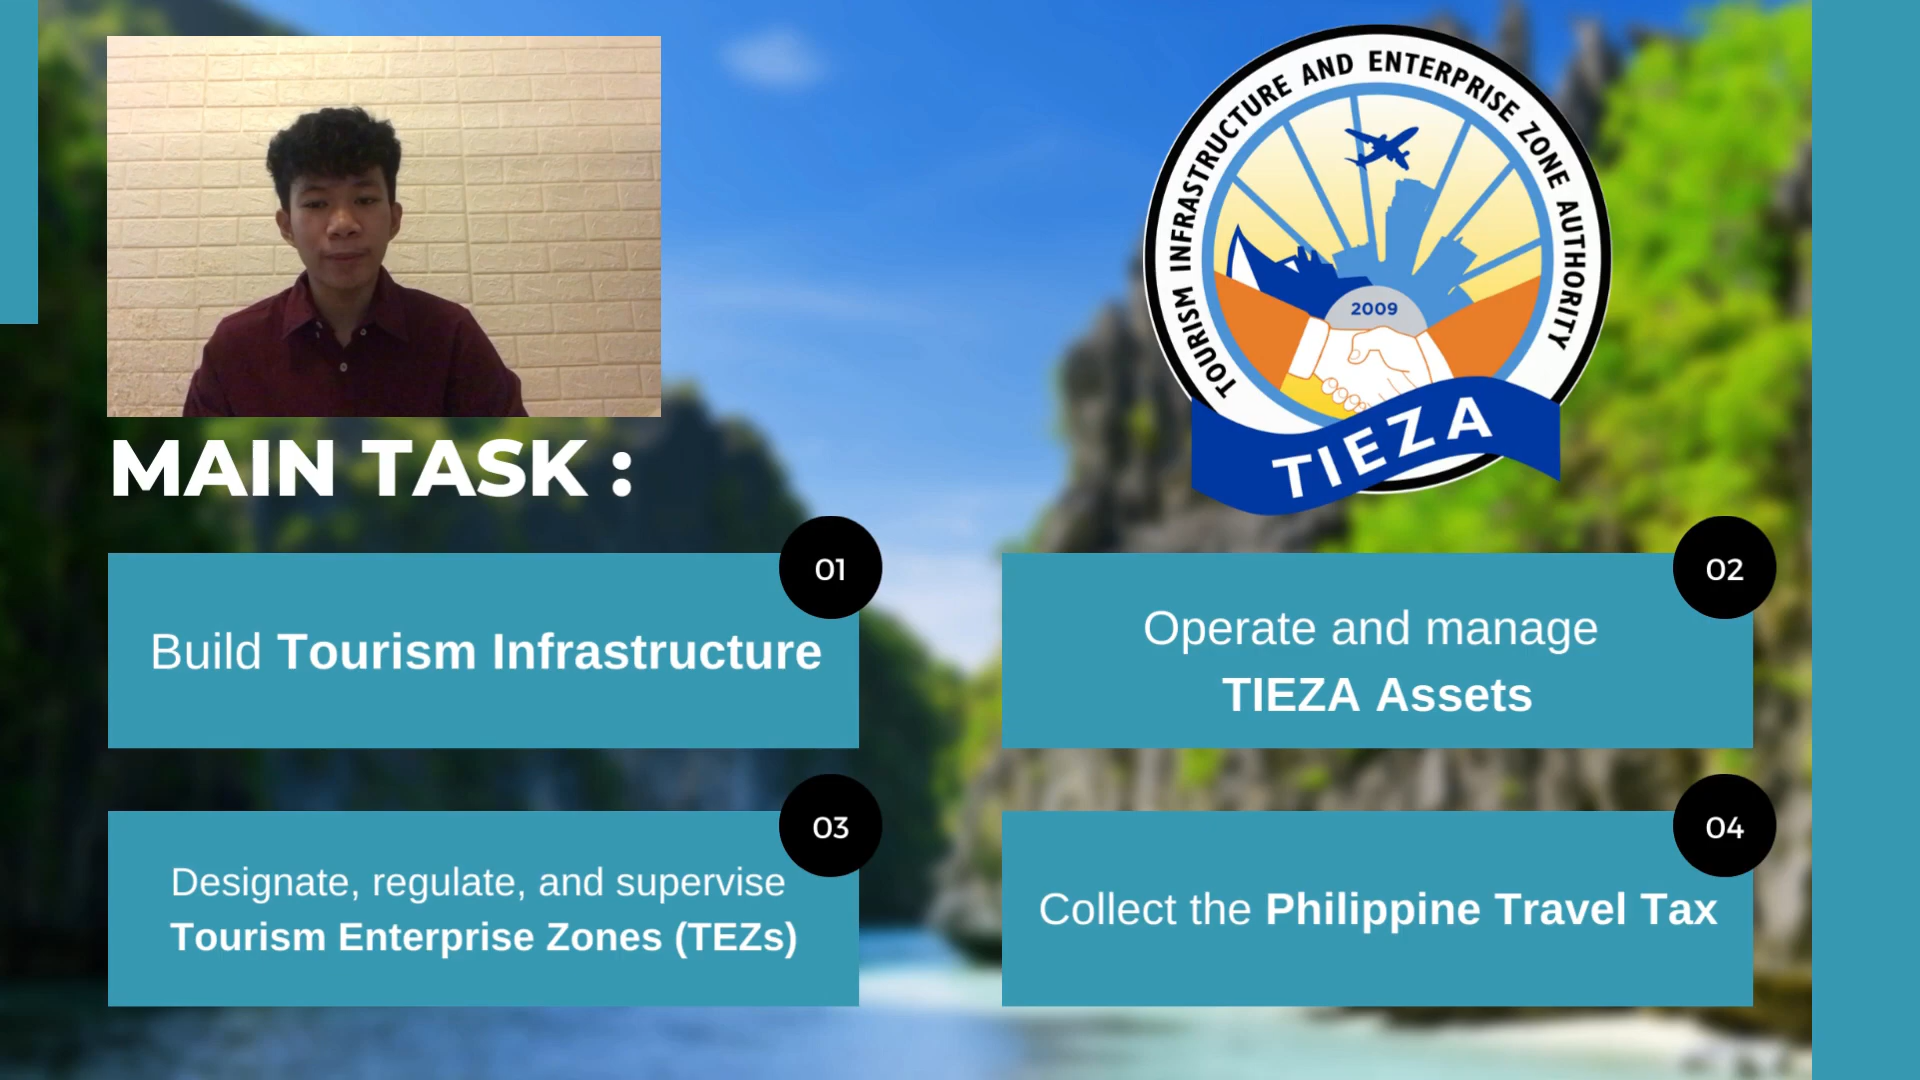 TOURISM INFRASTRUCTURE AND ENTERPRISE ZONE AUTHORITY
2009
TIEZA
MAIN TASK :
01
Build Tourism Infrastructure
02
Operate and manage
TIEZA Assets
03
Designate, regulate, and supervise
Tourism Enterprise Zones (TEZs)
04
Collect the Philippine Travel Tax